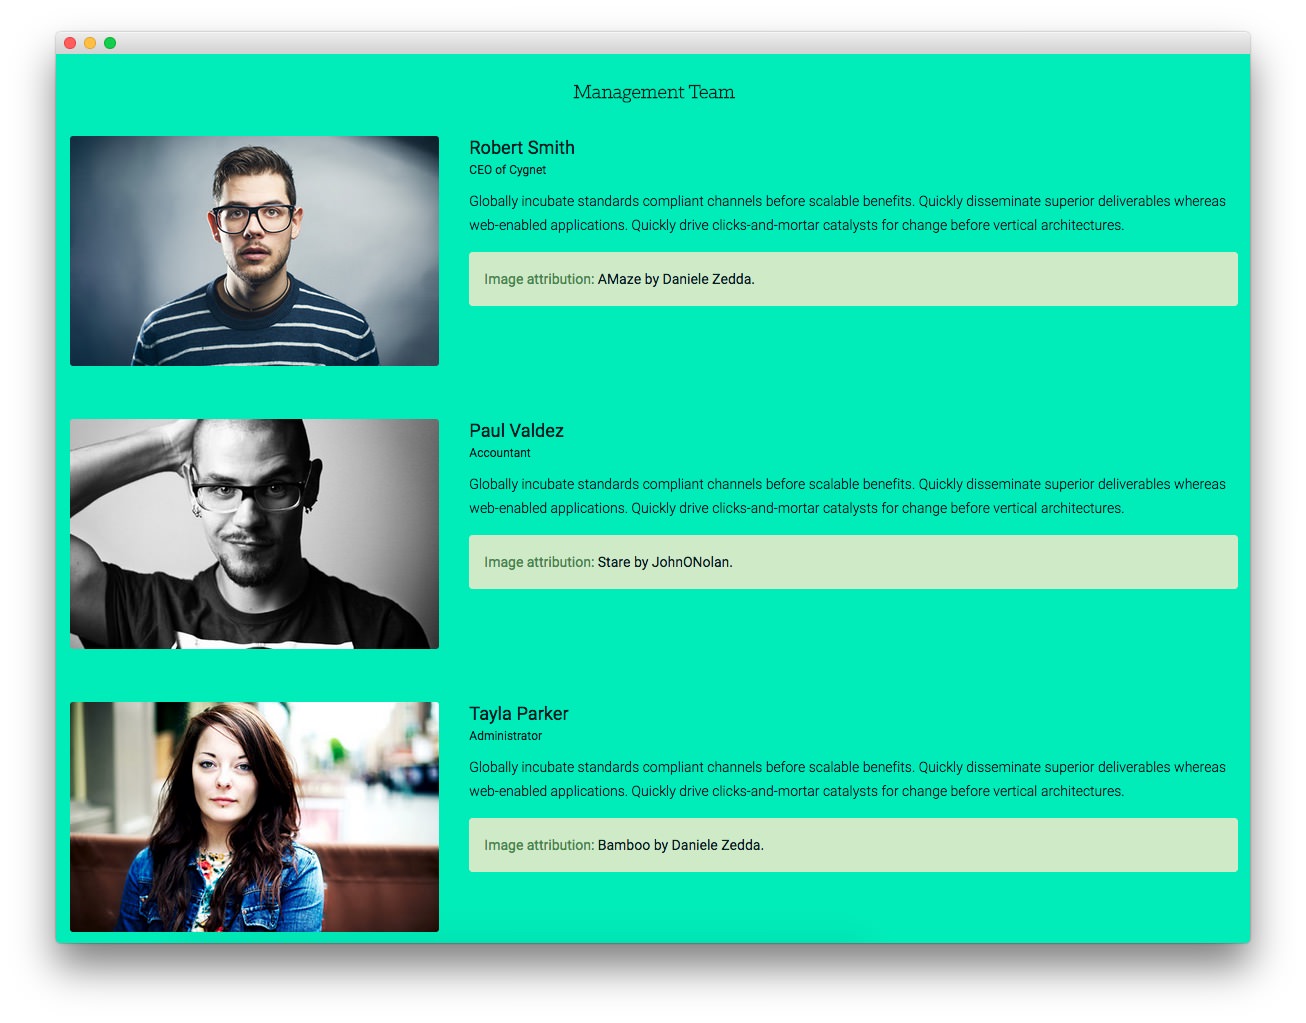 Management Team
Robert Smith
CEO of Cygnet
Globally incubate standards compliant channels before scalable benefits. Quickly disseminate superior deliverables whereas
web-enabled applications. Quickly drive clicks-and-mortar catalysts for change before vertical architectures.
Image attribution: AMaze by Daniele Zedda.
Paul Valdez
Accountant
Globally incubate standards compliant channels before scalable benefits. Quickly disseminate superior deliverables whereas
web-enabled applications. Quickly drive clicks-and-mortar catalysts for change before vertical architectures.
Image attribution: Stare by JohnONolan.
Tayla Parker
Administrator
Globally incubate standards compliant channels before scalable benefits. Quickly disseminate superior deliverables whereas
web-enabled applications. Quickly drive clicks-and-mortar catalysts for change before vertical architectures.
Image attribution: Bamboo by Daniele Zedda.